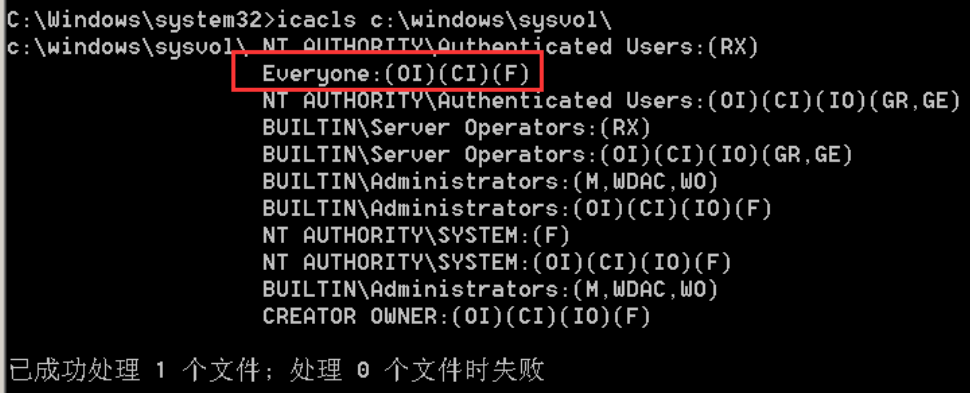 C:\Windows\system32>icacls c:\windows\sysvol\
c:\windows\sysvol\ NT AUTHORITY\Authenticated Users:(RX)
Everyone:(OI)(CI)(F)
NT AUTHORITY\Authenticated Users:(OI)(CI)(IO)(GR,GE)
BUILTIN\Server Operators:(RX)
BUILTIN\Server Operators:(OI)(CI)(IO)(GR,GE)
BUILTIN\Administrators:(M,WDAC,WO)
BUILTIN\Administrators:(OI)(CI)(IO)(F)
NT AUTHORITY\SYSTEM:(F)
NT AUTHORITY\SYSTEM:(OI)(CI)(IO)(F)
BUILTIN\Administrators:(M,WDAC,WO)
CREATOR OWNER:(OI)(CI)(IO)(F)
已成功处理 1 个文件; 处理 0 个文件时失败